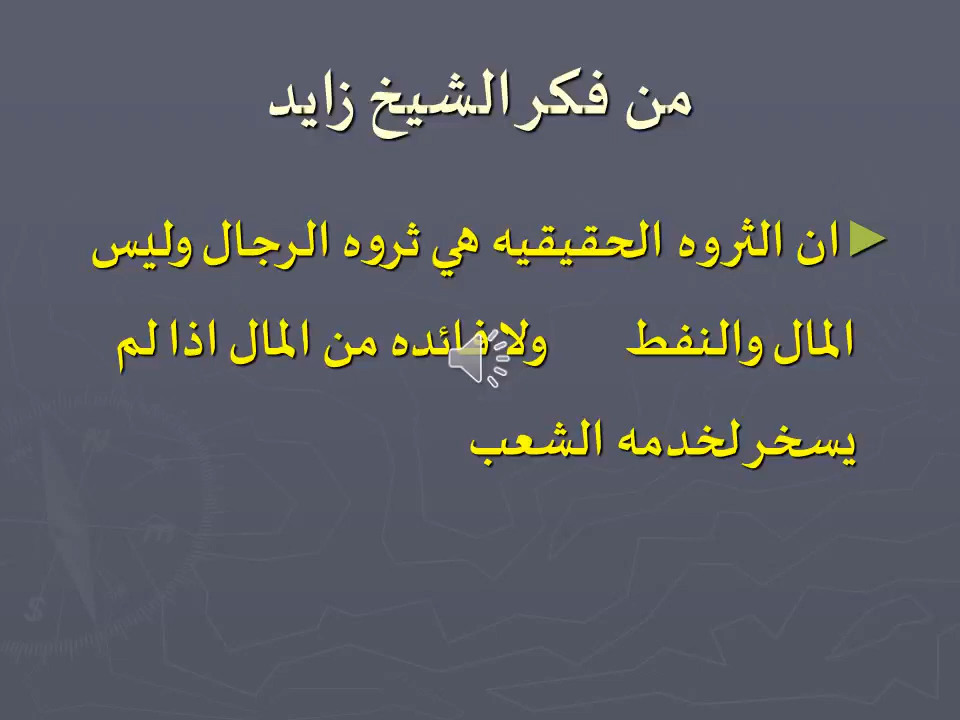 من فكر الشيخ زايد
ان الثروه الحقيقيه هي ثروه الرجال وليس
المال والنفط ولا فائده من المال اذا لم
يسخر لخدمه الشعب